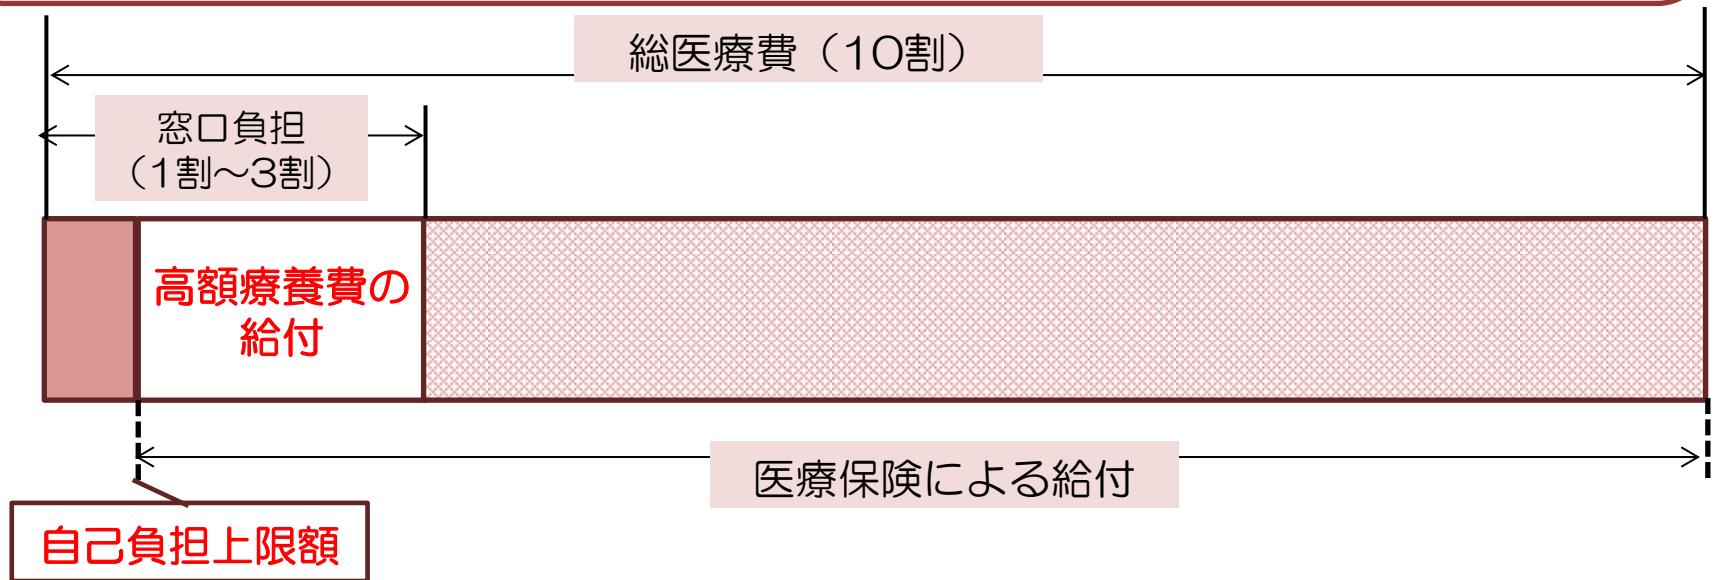 総医療費（10割）
窓口負担
（1割～3割）
高額療養費の
給付
医療保険による給付
自己負担上限額